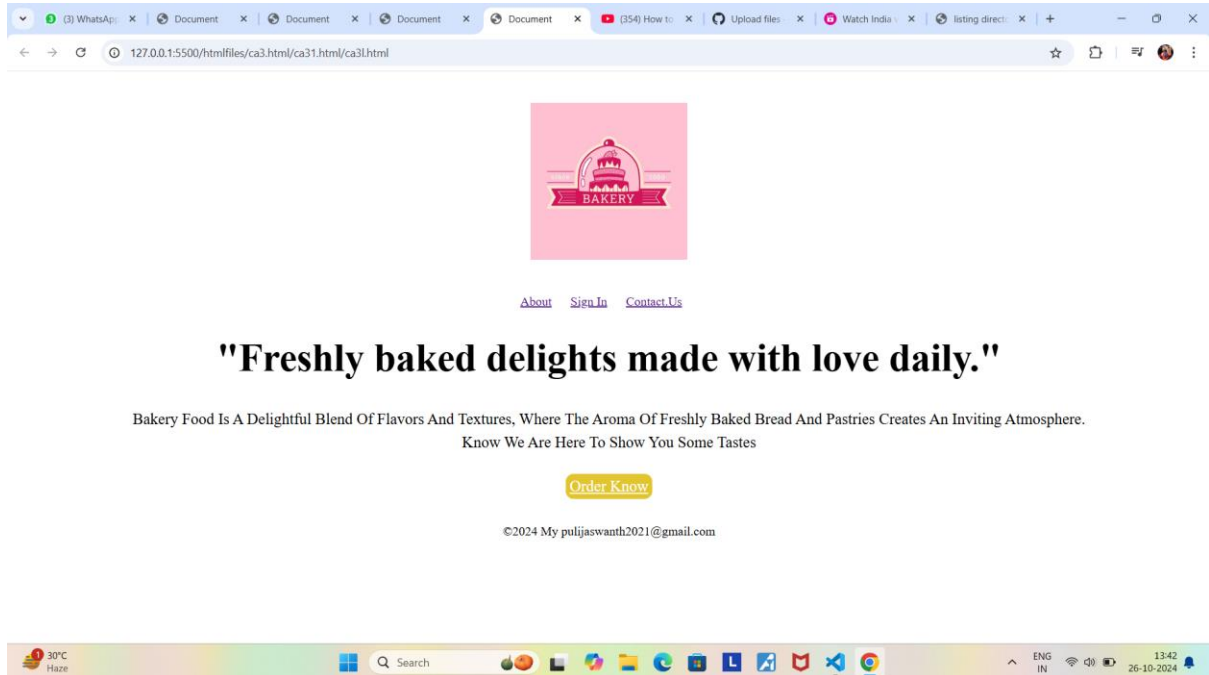 (3) WhatsAp
Document
Document
Document
Document
(354) How to
Upload files
Watch India v
listing direct
127.0.0.1:5500/htmlfiles/ca3.html/ca31.html/ca3l.html
BAKERY
About Sign In Contact.Us
"Freshly baked delights made with love daily."
Bakery Food Is A Delightful Blend Of Flavors And Textures, Where The Aroma Of Freshly Baked Bread And Pastries Creates An Inviting Atmosphere.
Know We Are Here To Show You Some Tastes
Order Know
©2024 My pulijaswanth2021@gmail.com
1
30°C
Haze
Search
L
ENG
IN
13:42
26-10-2024